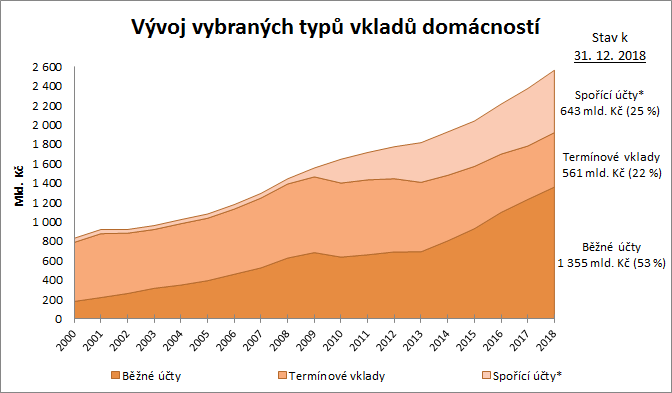 Vývoj vybraných typů vkladů domácností
Stav k
31. 12. 2018
Mld. Kč
2 600
2 400
2 200
2 000
1 800
1 600
1 400
1 200
1 000
800
600
400
200
0
Spořící účty*
643 mld. Kč (25 %)
Termínové vklady
561 mld. Kč (22 %)
Běžné účty
1 355 mld. Kč (53 %)
2000 2001 2002 2003 2004 2005 2006 2007 2008 2009 2010 2011 2012 2013 2014 2015 2016 2017 2018
Běžné účty Termínové vklady Spořící účty*